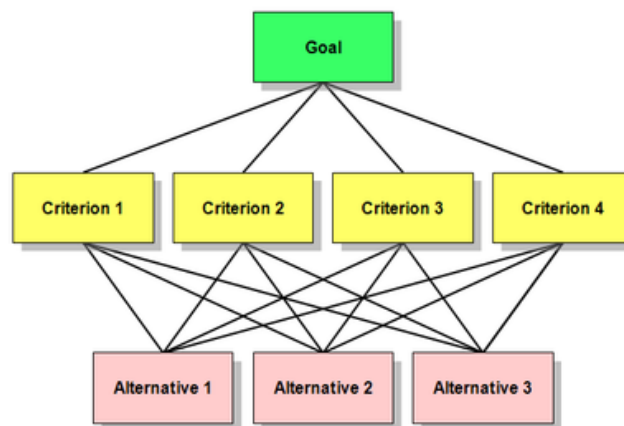 Goal
Criterion 1
Criterion 2
Criterion 3
Criterion 4
Alternative 1
Alternative 2
Alternative 3